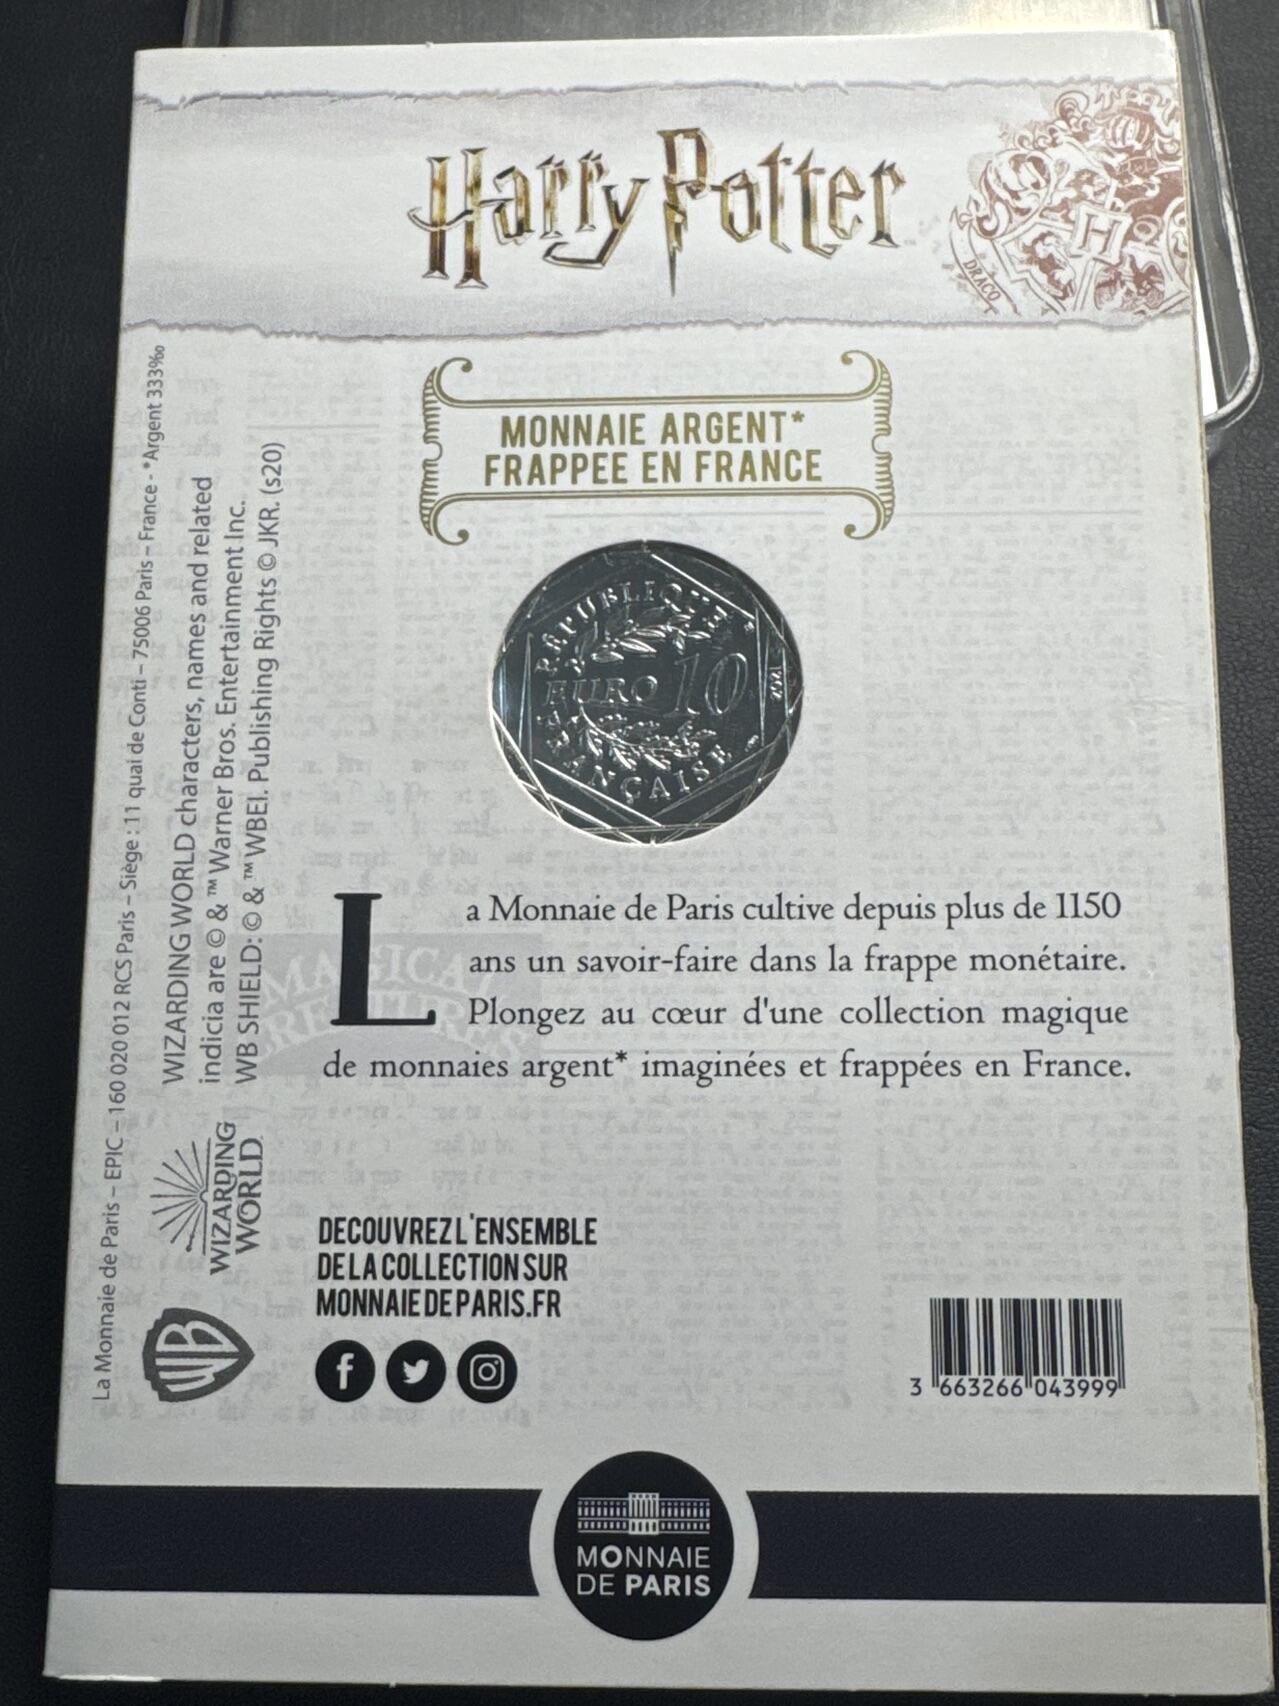 Harry Potter
DRACO
H
MONNAIE ARGENT*
FRAPPEE EN FRANCE
RÉPUBLIQUE
EURO 10
2021
FRANÇAISE
La Monnaie de Paris cultive depuis plus de 1150
ans un savoir-faire dans la frappe monétaire.
Plongez au cœur d'une collection magique
de monnaies argent* imaginées et frappées en France.
MAGICAL
CREATURES
DECOUVREZ L'ENSEMBLE
DE LA COLLECTION SUR
MONNAIEDEPARIS.FR
3 663266 043999
MONNAIE
DE PARIS
La Monnaie de Paris – EPIC – 160 020 012 RCS Paris – Siège : 11 quai de Conti – 75006 Paris – France - *Argent 333‰
WIZARDING WORLD characters, names and related
indicia are © & ™ Warner Bros. Entertainment Inc.
WB SHIELD: © & ™ WBEI. Publishing Rights © JKR. (s20)
WIZARDING
WORLD
WB